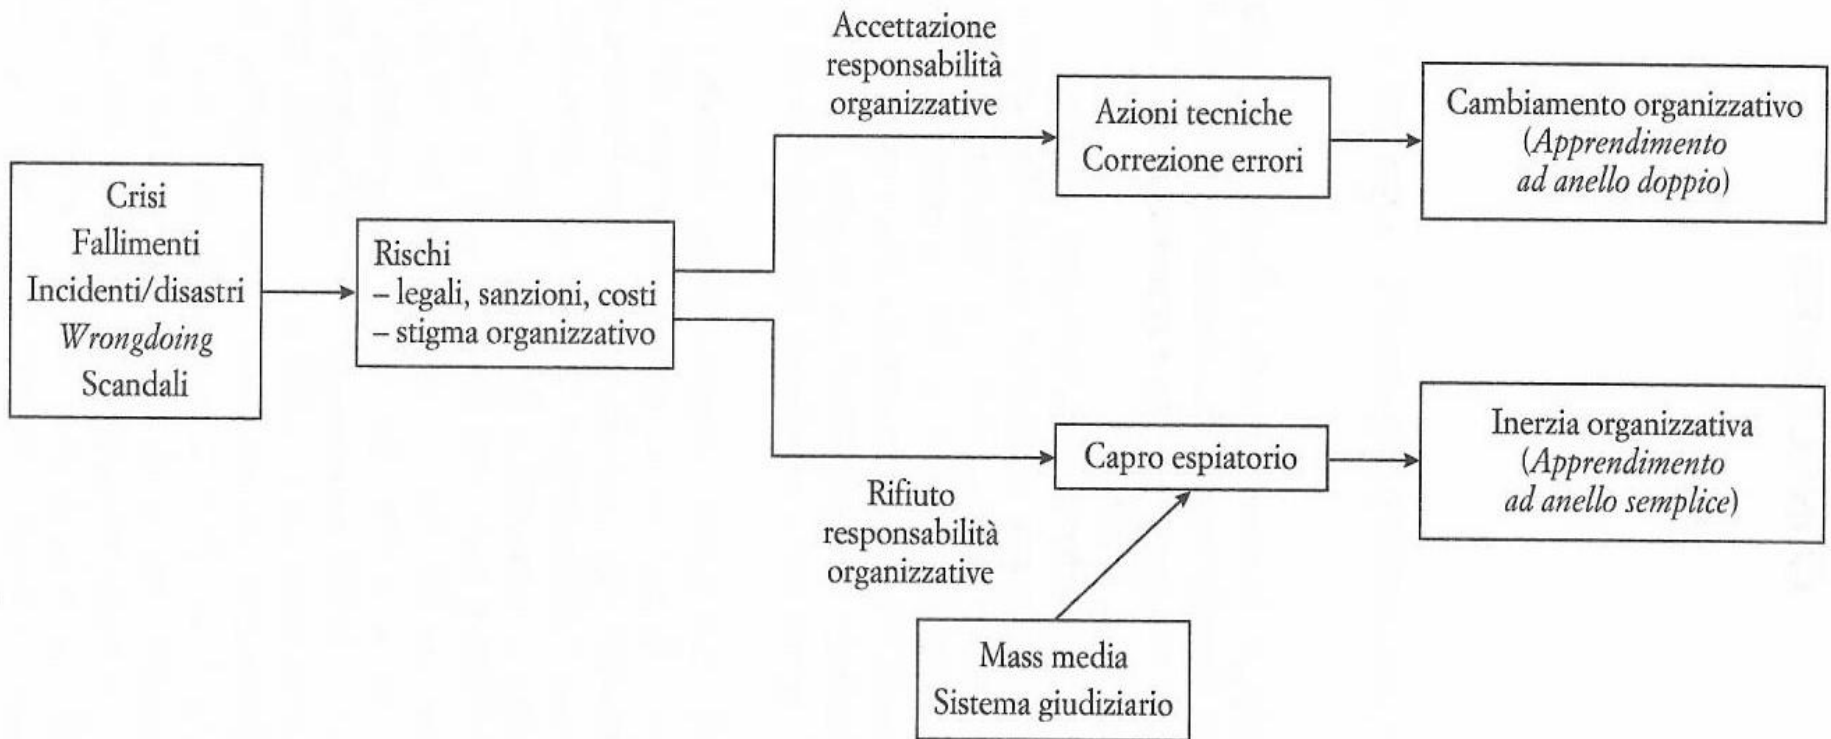 Crisi
Fallimenti
Incidenti/disastri
Wrongdoing
Scandali
Rischi
– legali, sanzioni, costi
– stigma organizzativo
Accettazione
responsabilità
organizzative
Azioni tecniche
Correzione errori
Cambiamento organizzativo
(Apprendimento
ad anello doppio)
Rifiuto
responsabilità
organizzative
Capro espiatorio
Inerzia organizzativa
(Apprendimento
ad anello semplice)
Mass media
Sistema giudiziario